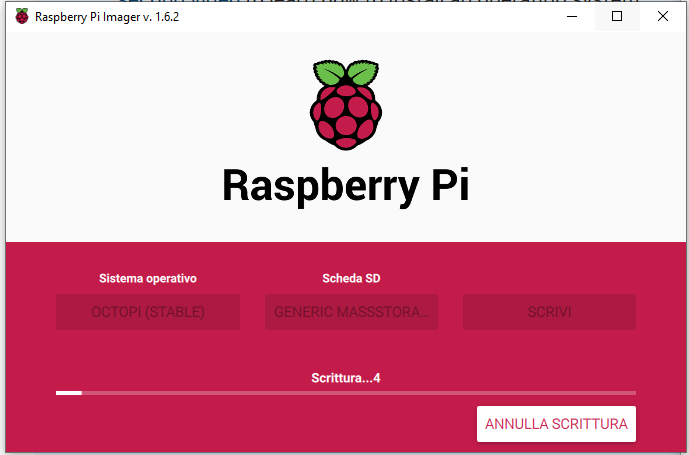 Raspberry Pi Imager v. 1.6.2
Raspberry Pi
Sistema operativo
Scheda SD
OCTOPI (STABLE)
GENERIC MASSSTORA…
SCRIVI
Scrittura...4
ANNULLA SCRITTURA